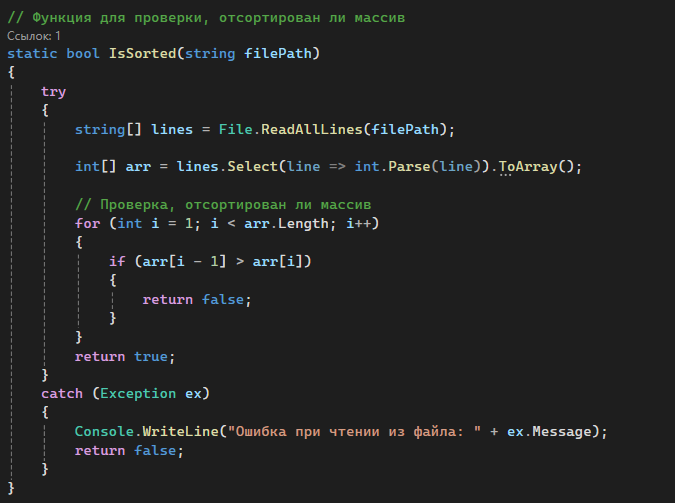 // Функция для проверки, отсортирован ли массив
Ссылок: 1
static bool IsSorted(string filePath)
{
    try
    {
        string[] lines = File.ReadAllLines(filePath);

        int[] arr = lines.Select(line => int.Parse(line)).ToArray();

        // Проверка, отсортирован ли массив
        for (int i = 1; i < arr.Length; i++)
        {
            if (arr[i - 1] > arr[i])
            {
                return false;
            }
        }
        return true;
    }
    catch (Exception ex)
    {
        Console.WriteLine("Ошибка при чтении из файла: " + ex.Message);
        return false;
    }
}